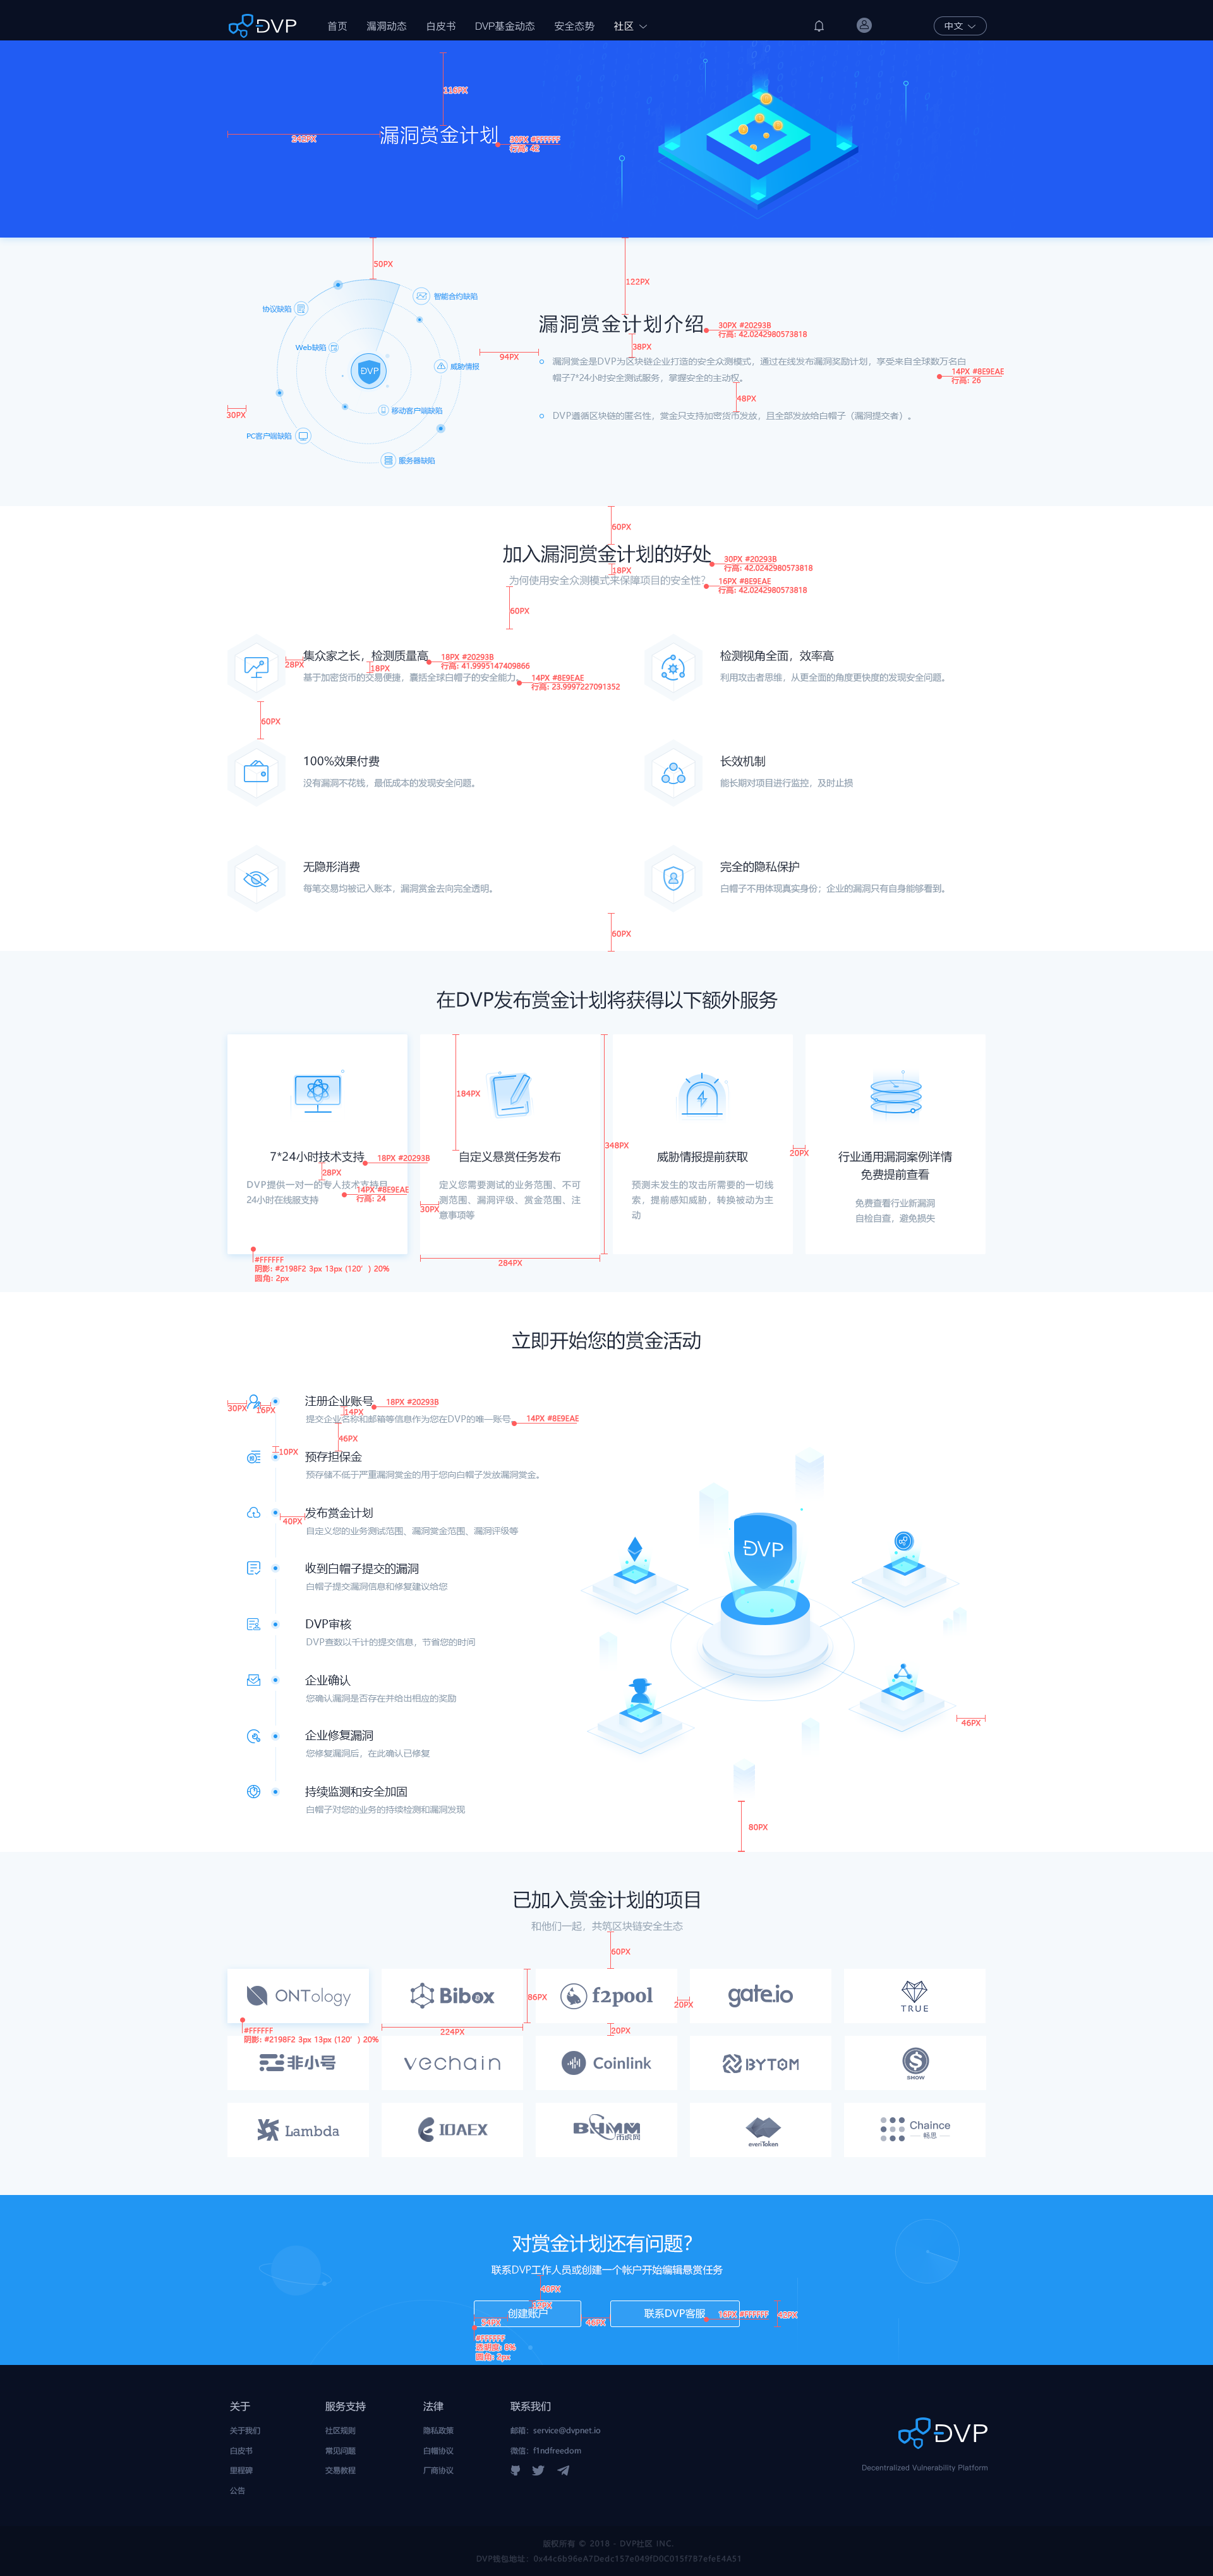 DVP 首页 漏洞动态 白皮书 DVP基金动态 安全态势 社区 中文
116PX
漏洞赏金计划
240PX
30PX #FFFFFF
行高: 42
50PX
122PX
智能合约缺陷
协议缺陷
Web缺陷
威胁情报
DVP
移动客户端缺陷
PC客户端缺陷
服务器缺陷
30PX
94PX
漏洞赏金计划介绍
30PX #20293B
行高: 42.0242980573818
38PX
漏洞赏金是DVP为区块链企业打造的安全众测模式，通过在线发布漏洞奖励计划，享受来自全球数万名白
帽子7*24小时安全测试服务，掌握安全的主动权。
14PX #8E9EAE
行高: 26
48PX
DVP遵循区块链的匿名性，赏金只支持加密货币发放，且全部发放给白帽子（漏洞提交者）。
60PX
加入漏洞赏金计划的好处
30PX #20293B
行高: 42.0242980573818
18PX
为何使用安全众测模式来保障项目的安全性?
16PX #8E9EAE
行高: 42.0242980573818
60PX
28PX
集众家之长，检测质量高
18PX #20293B
行高: 41.9995147409866
18PX
基于加密货币的交易便捷，囊括全球白帽子的安全能力。
14PX #8E9EAE
行高: 23.9997227091352
检测视角全面，效率高
利用攻击者思维，从更全面的角度更快度的发现安全问题。
60PX
100%效果付费
没有漏洞不花钱，最低成本的发现安全问题。
长效机制
能长期对项目进行监控，及时止损
无隐形消费
每笔交易均被记入账本，漏洞赏金去向完全透明。
完全的隐私保护
白帽子不用体现真实身份；企业的漏洞只有自身能够看到。
60PX
在DVP发布赏金计划将获得以下额外服务
184PX
348PX
20PX
7*24小时技术支持
18PX #20293B
28PX
DVP提供一对一的专人技术支持且
24小时在线服支持
14PX #8E9EAE
行高: 24
自定义悬赏任务发布
定义您需要测试的业务范围、不可
测范围、漏洞评级、赏金范围、注
意事项等
30PX
威胁情报提前获取
预测未发生的攻击所需要的一切线
索，提前感知威胁，转换被动为主
动
行业通用漏洞案例详情
免费提前查看
免费查看行业新漏洞
自检自查，避免损失
284PX
#FFFFFF
阴影: #2198F2 3px 13px (120°) 20%
圆角: 2px
立即开始您的赏金活动
30PX
16PX
注册企业账号
18PX #20293B
14PX
提交企业名称和邮箱等信息作为您在DVP的唯一账号
14PX #8E9EAE
46PX
10PX
预存担保金
预存储不低于严重漏洞赏金的用于您向白帽子发放漏洞赏金。
40PX
发布赏金计划
自定义您的业务测试范围、漏洞赏金范围、漏洞评级等
收到白帽子提交的漏洞
白帽子提交漏洞信息和修复建议给您
DVP审核
DVP查数以千计的提交信息，节省您的时间
企业确认
您确认漏洞是否存在并给出相应的奖励
企业修复漏洞
您修复漏洞后，在此确认已修复
持续监测和安全加固
白帽子对您的业务的持续检测和漏洞发现
DVP
46PX
80PX
已加入赏金计划的项目
和他们一起，共筑区块链安全生态
60PX
ONTology Bibox f2pool gate.io TRUE
86PX
20PX
224PX
20PX
#FFFFFF
阴影: #2198F2 3px 13px (120°) 20%
非小号 vechain Coinlink BYTOM SHOW
Lambda IDAEX BHMM 币虎网 everiToken Chaince 畅思
对赏金计划还有问题？
联系DVP工作人员或创建一个帐户开始编辑悬赏任务
40PX
创建账户 联系DVP客服
54PX
46PX
16PX #FFFFFF
42PX
#FFFFFF
透明度: 8%
圆角: 2px
关于 服务支持 法律 联系我们
关于我们 社区规则 隐私政策 邮箱：service@dvpnet.io
白皮书 常见问题 白帽协议 微信：f1ndfreedom
里程碑 交易教程 厂商协议
公告
DVP
Decentralized Vulnerability Platform
版权所有 © 2018 - DVP社区 INC.
DVP钱包地址：0x44c6b96eA7Dedc157e049fD0C015f7B7efeE4A51